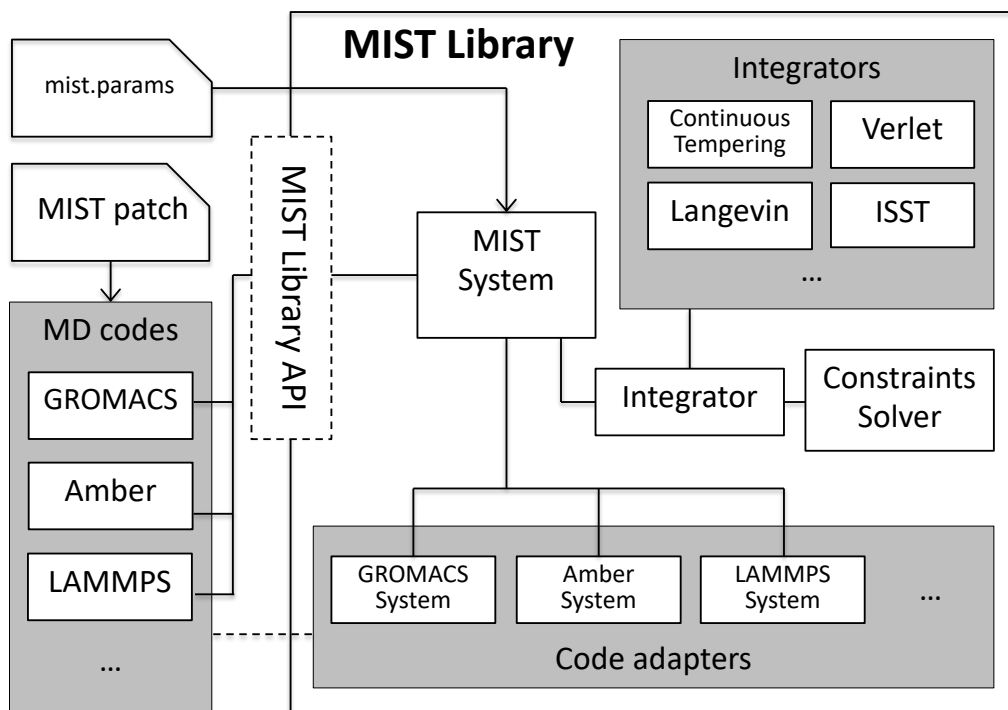 MIST Library
mist.params
MIST patch
MIST Library API
MD codes
GROMACS
Amber
LAMMPS
...
MIST
System
Integrators
Continuous
Tempering
Verlet
Langevin
ISST
...
Integrator
Constraints
Solver
GROMACS
System
Amber
System
LAMMPS
System
...
Code adapters